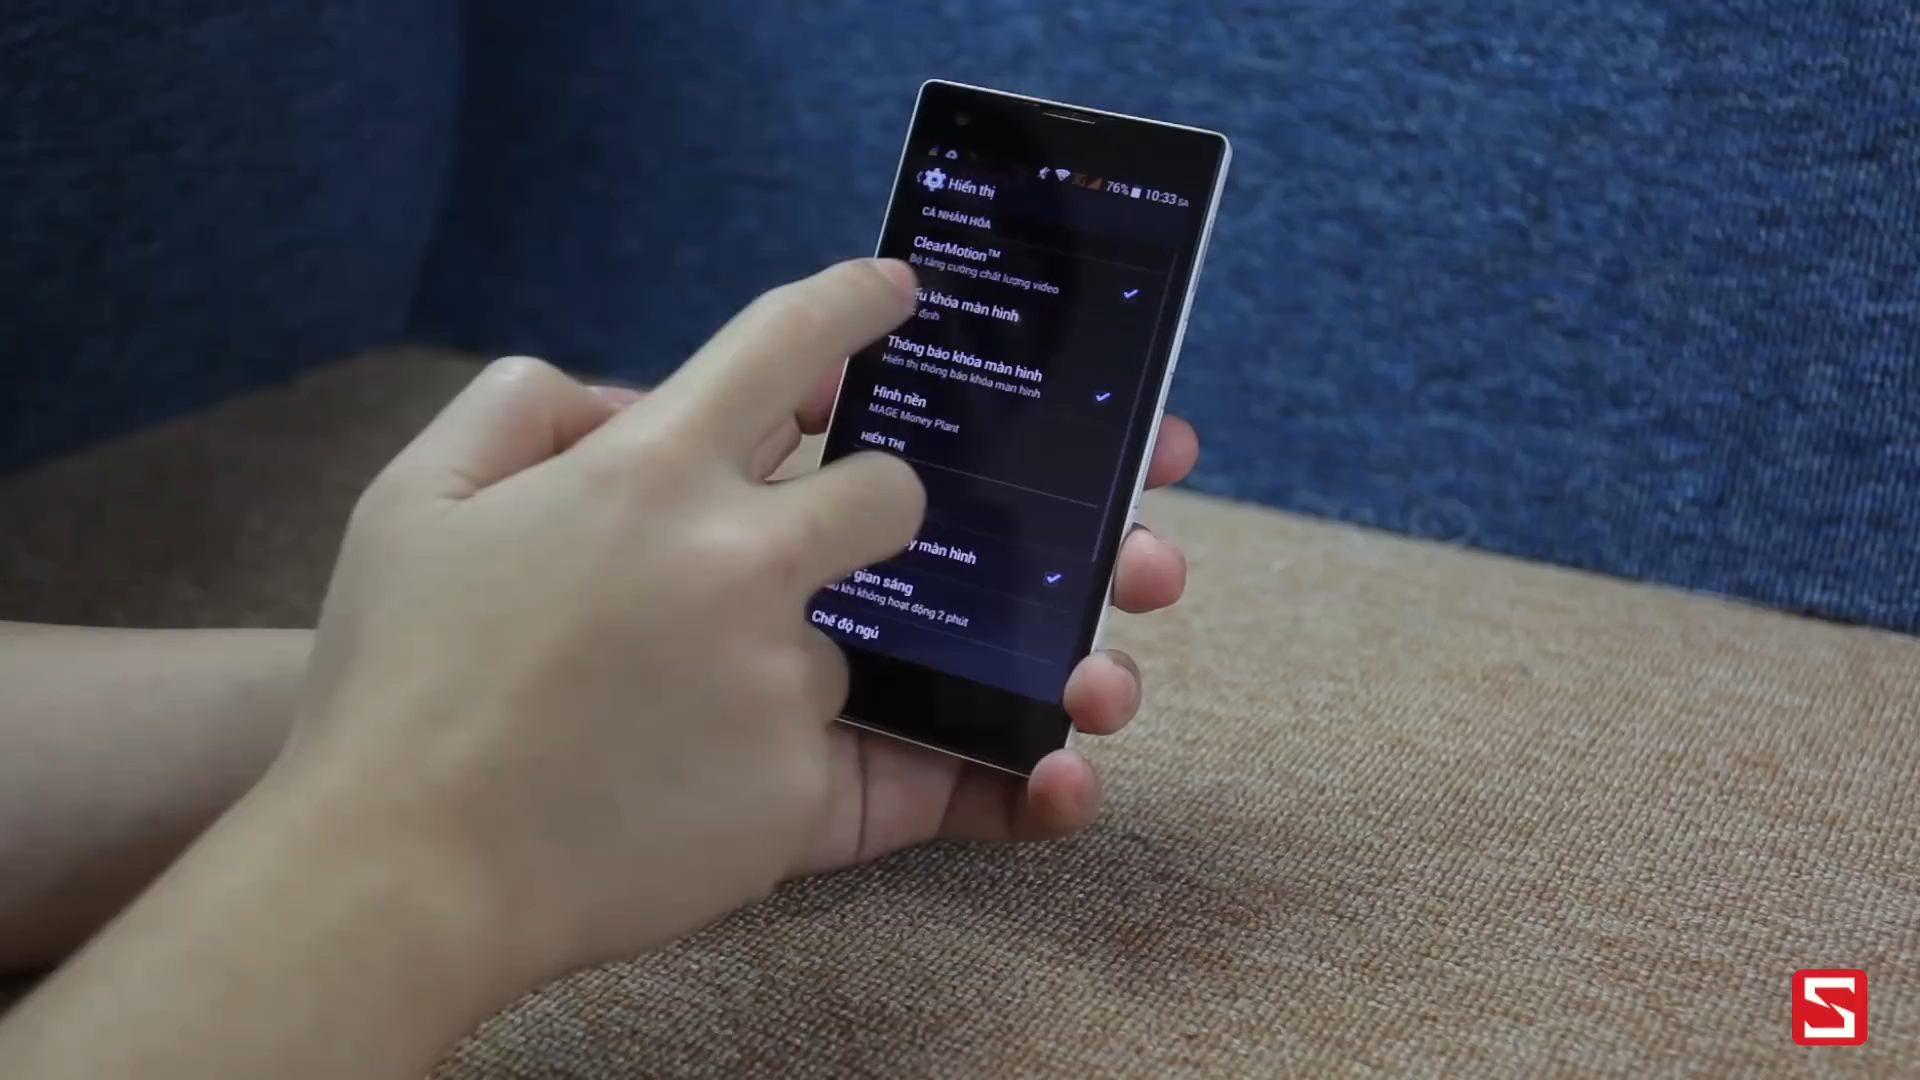 76% 10:33 SA
Hiển thị
CÁ NHÂN HÓA
ClearMotion™
Bộ tăng cường chất lượng video
khóa màn hình
định
Thông báo khóa màn hình
Hiển thị thông báo khóa màn hình
Hình nền
MAGE Money Plant
HIỂN THỊ
màn hình
gian sáng
khi không hoạt động 2 phút
Chế độ ngủ
S